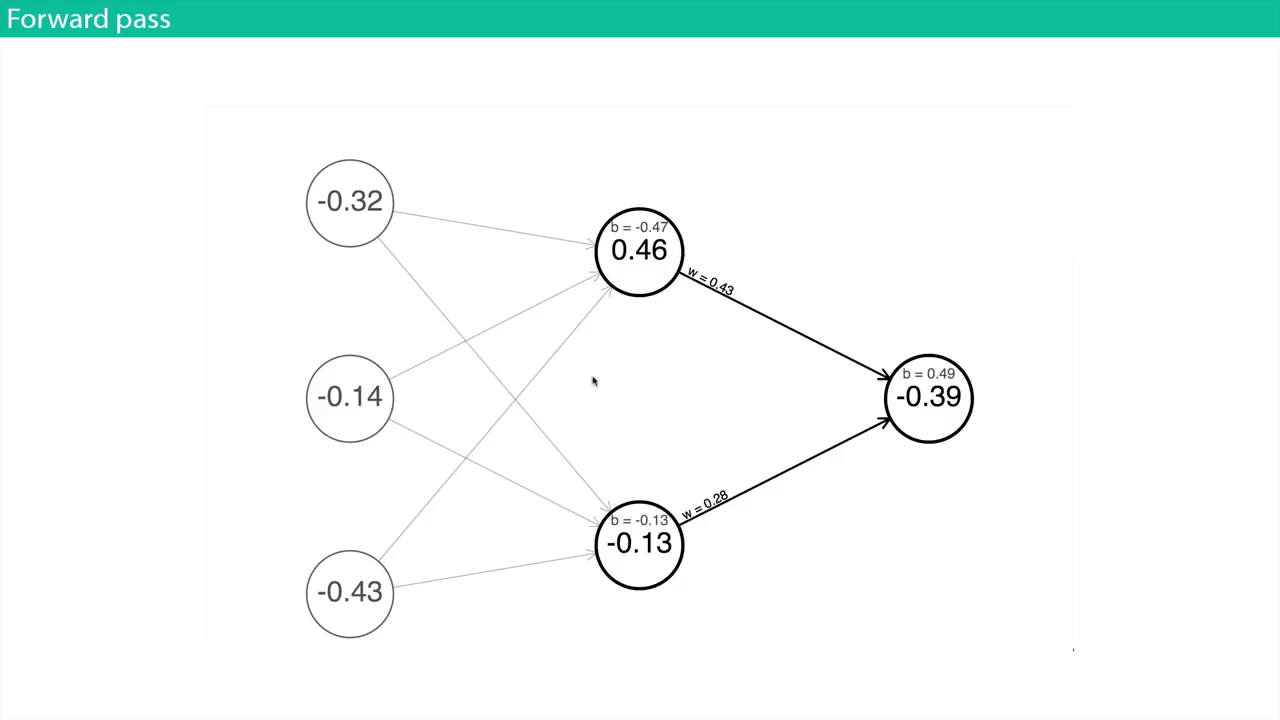 Forward pass
-0.32
b = -0.47
0.46
w = 0.43
-0.14
b = 0.49
-0.39
w = 0.28
b = -0.13
-0.13
-0.43